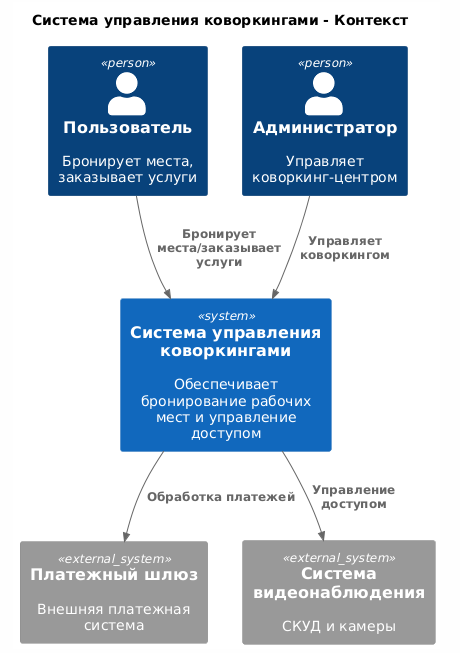 Система управления коворкингами - Контекст
«person»
Пользователь
Бронирует места,
заказывает услуги
«person»
Администратор
Управляет
коворкинг-центром
Бронирует
места/заказывает
услуги
Управляет
коворкингом
«system»
Система управления
коворкингами
Обеспечивает
бронирование рабочих
мест и управление
доступом
Обработка платежей
Управление
доступом
«external_system»
Платежный шлюз
Внешняя платежная
система
«external_system»
Система
видеонаблюдения
СКУД и камеры